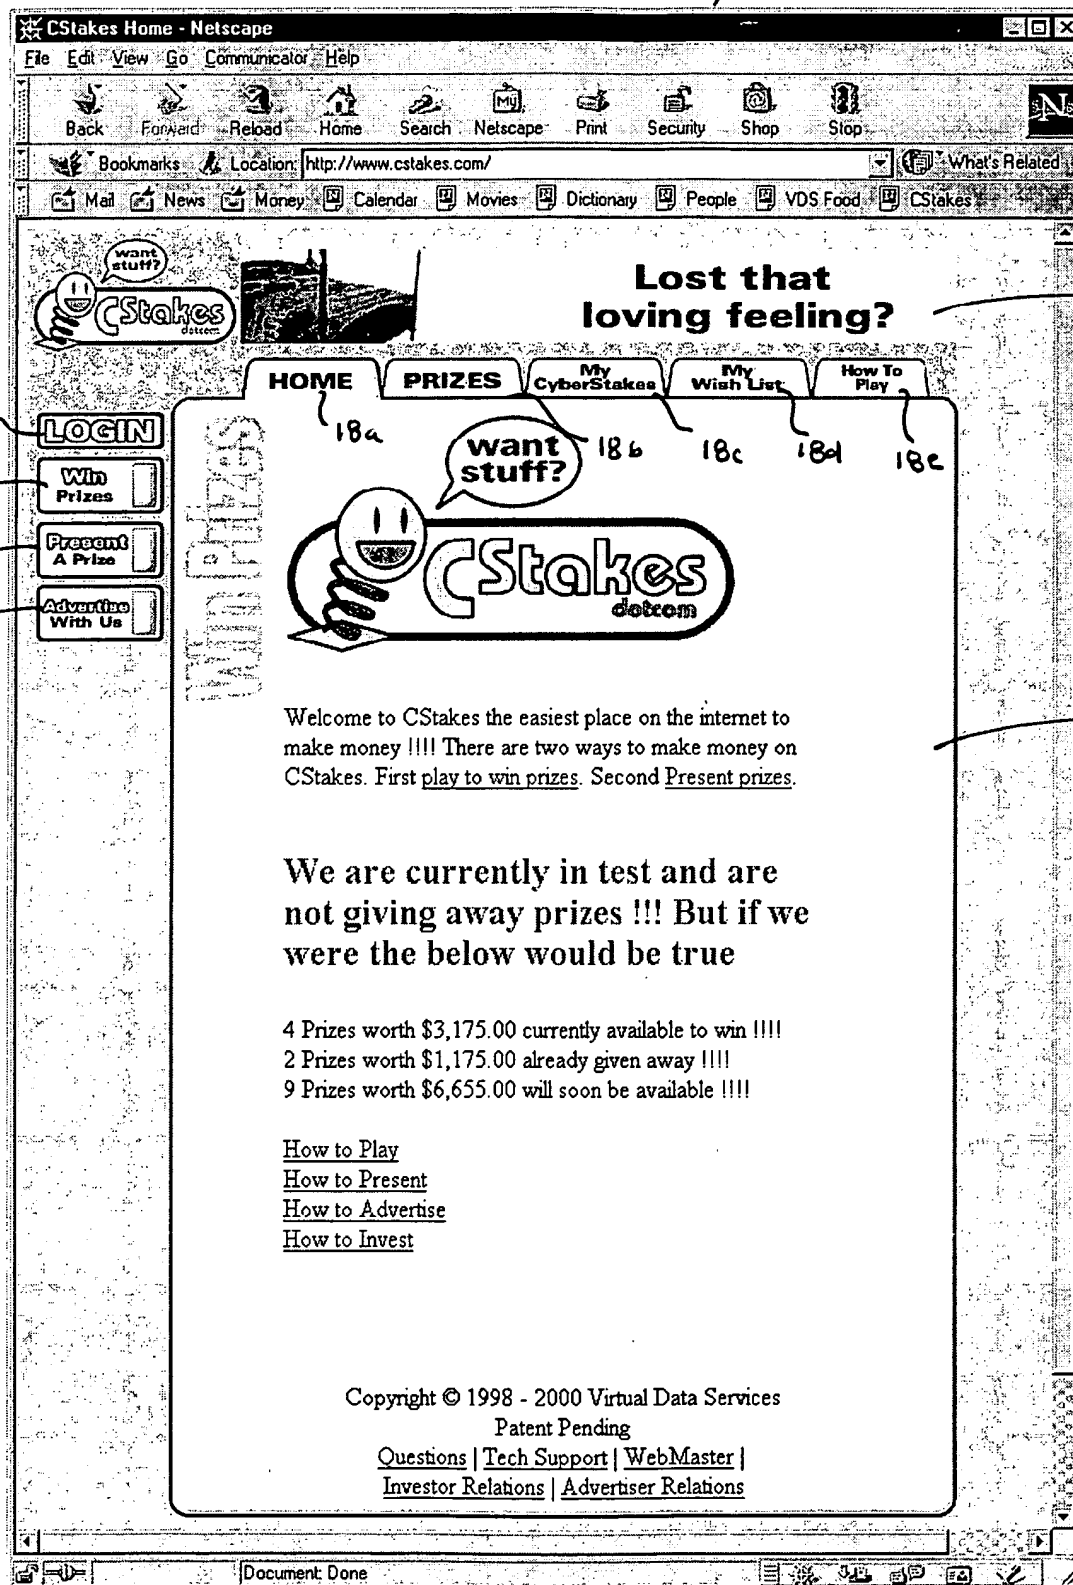 CStakes Home - Netscape
File Edit View Go Communicator Help
Back Forward Reload Home Search Netscape Print Security Shop Stop
My
N
Bookmarks Location: http://www.cstakes.com/ What's Related
Mail News Money Calendar Movies Dictionary People VDS Food CStakes
want
stuff?
CStakes
dotcom
Lost that
loving feeling?
HOME PRIZES My CyberStakes My Wish List How To Play
18a 18b 18c 18d 18e
LOGIN
Win
Prizes
Present
A Prize
Advertise
With Us
Win Prizes
want
stuff?
CStakes
dotcom
Welcome to CStakes the easiest place on the internet to
make money !!!! There are two ways to make money on
CStakes. First play to win prizes. Second Present prizes.
We are currently in test and are
not giving away prizes !!! But if we
were the below would be true
4 Prizes worth $3,175.00 currently available to win !!!!
2 Prizes worth $1,175.00 already given away !!!!
9 Prizes worth $6,655.00 will soon be available !!!!
How to Play
How to Present
How to Advertise
How to Invest
Copyright © 1998 - 2000 Virtual Data Services
Patent Pending
Questions | Tech Support | WebMaster |
Investor Relations | Advertiser Relations
Document: Done